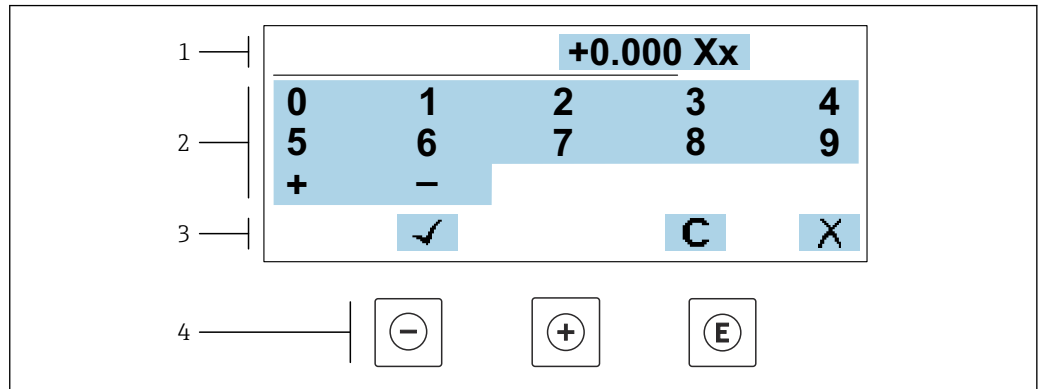 1 +0.000 Xx
0 1 2 3 4
2 5 6 7 8 9
+ −
3 ✓ C X
4 − + E